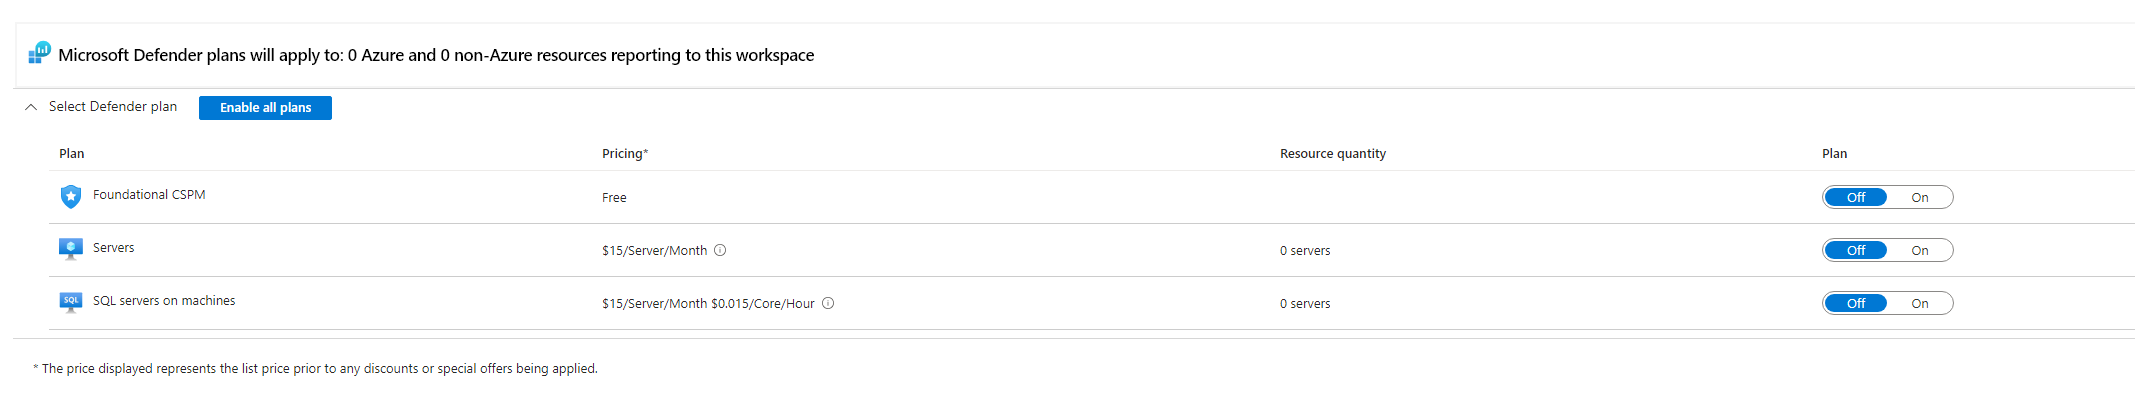 Microsoft Defender plans will apply to: 0 Azure and 0 non-Azure resources reporting to this workspace
Select Defender plan Enable all plans
Plan Pricing* Resource quantity Plan
Foundational CSPM Free Off On
Servers $15/Server/Month 0 servers Off On
SQL SQL servers on machines $15/Server/Month $0.015/Core/Hour 0 servers Off On
* The price displayed represents the list price prior to any discounts or special offers being applied.